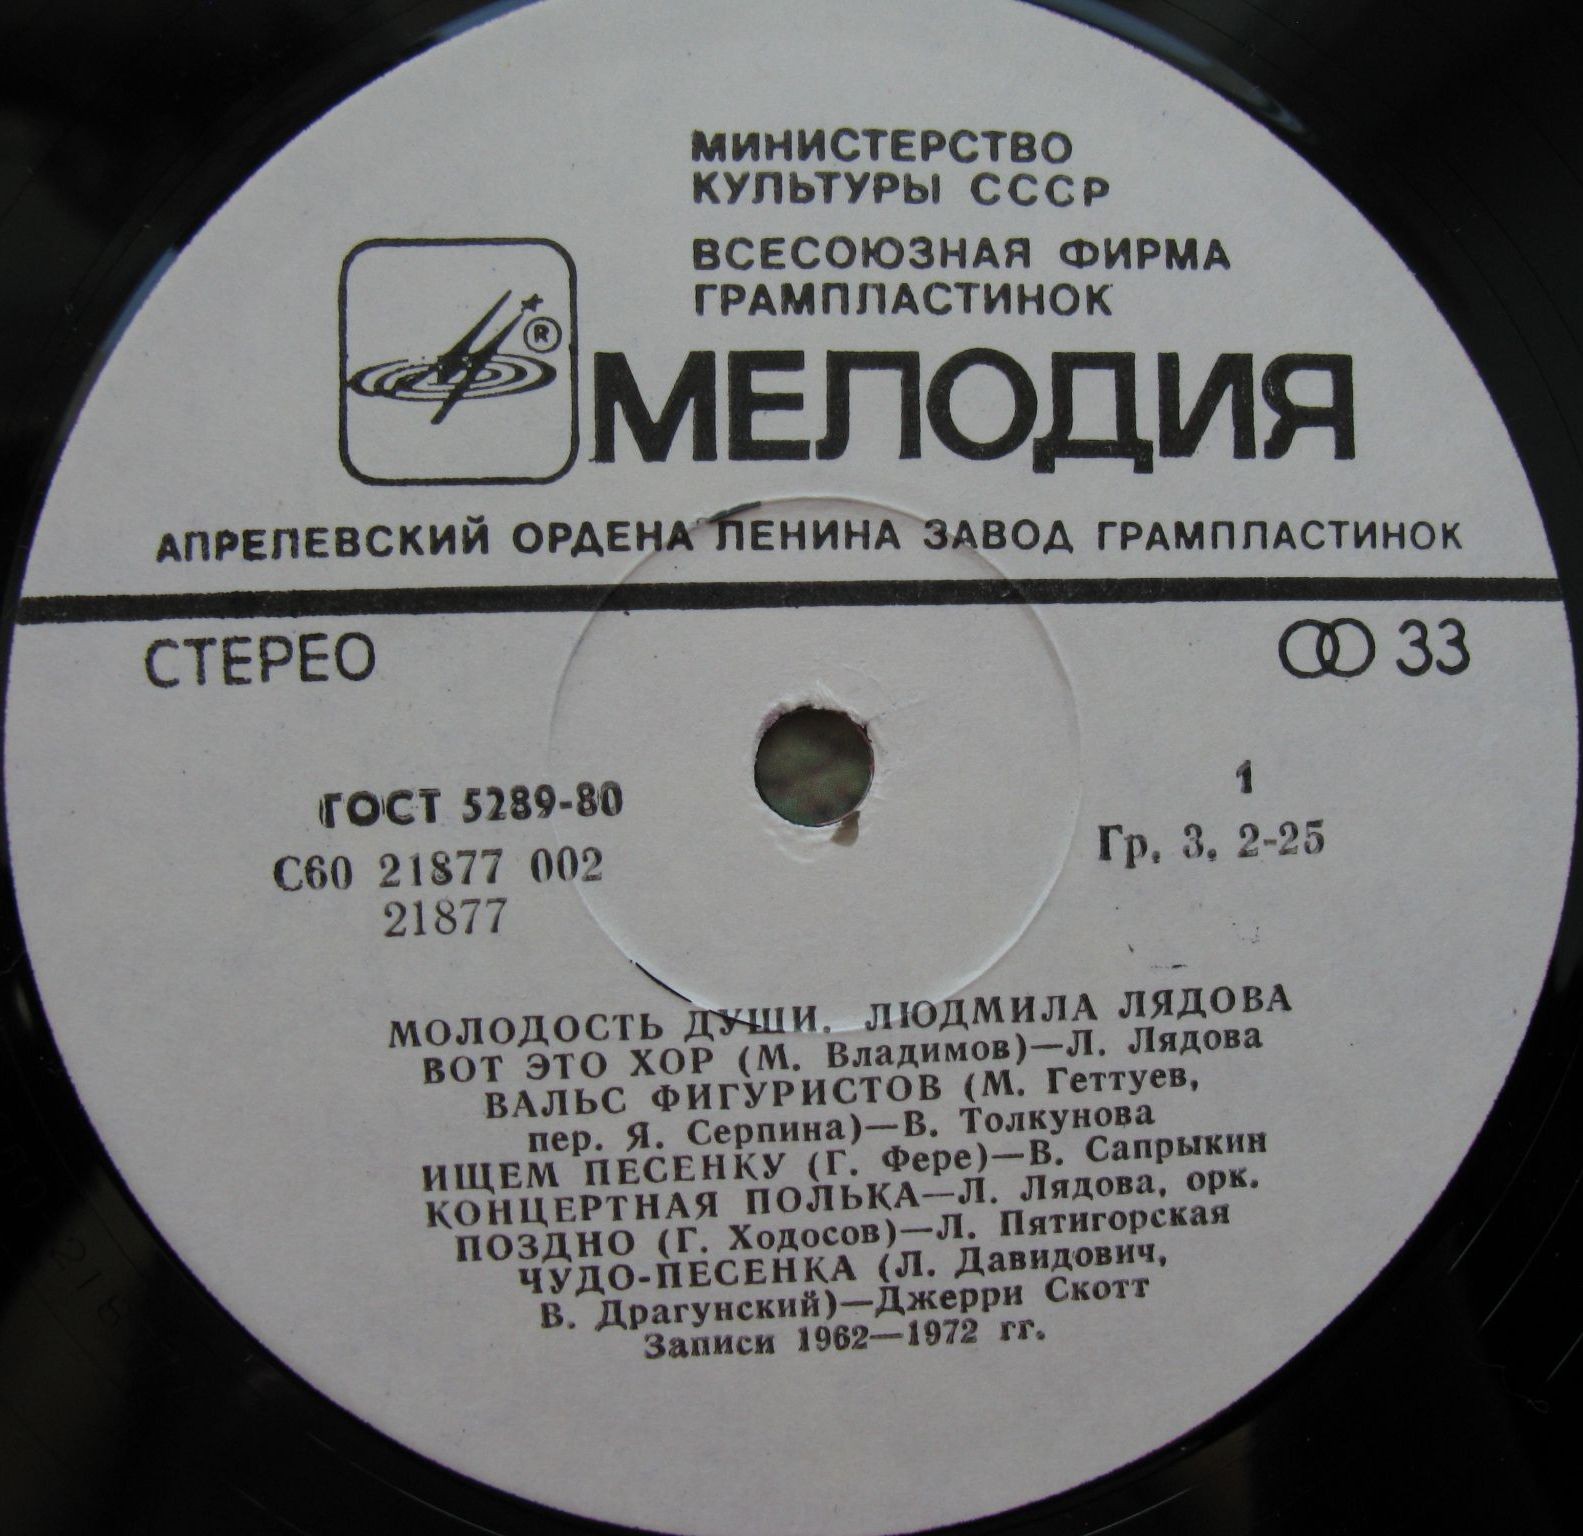 МИНИСТЕРСТВО
КУЛЬТУРЫ СССР
ВСЕСОЮЗНАЯ ФИРМА
ГРАМПЛАСТИНОК
®
МЕЛОДИЯ
АПРЕЛЕВСКИЙ ОРДЕНА ЛЕНИНА ЗАВОД ГРАМПЛАСТИНОК
СТЕРЕО
33
ГОСТ 5289-80
1
С60 21877 002
Гр. 3. 2-25
21877
МОЛОДОСТЬ ДУШИ. ЛЮДМИЛА ЛЯДОВА
ВОТ ЭТО ХОР (М. Владимов)—Л. Лядова
ВАЛЬС ФИГУРИСТОВ (М. Геттуев,
пер. Я. Серпина)—В. Толкунова
ИЩЕМ ПЕСЕНКУ (Г. Фере)—В. Сапрыкин
КОНЦЕРТНАЯ ПОЛЬКА—Л. Лядова, орк.
ПОЗДНО (Г. Ходосов)—Л. Пятигорская
ЧУДО-ПЕСЕНКА (Л. Давидович,
В. Драгунский)—Джерри Скотт
Записи 1962—1972 гг.